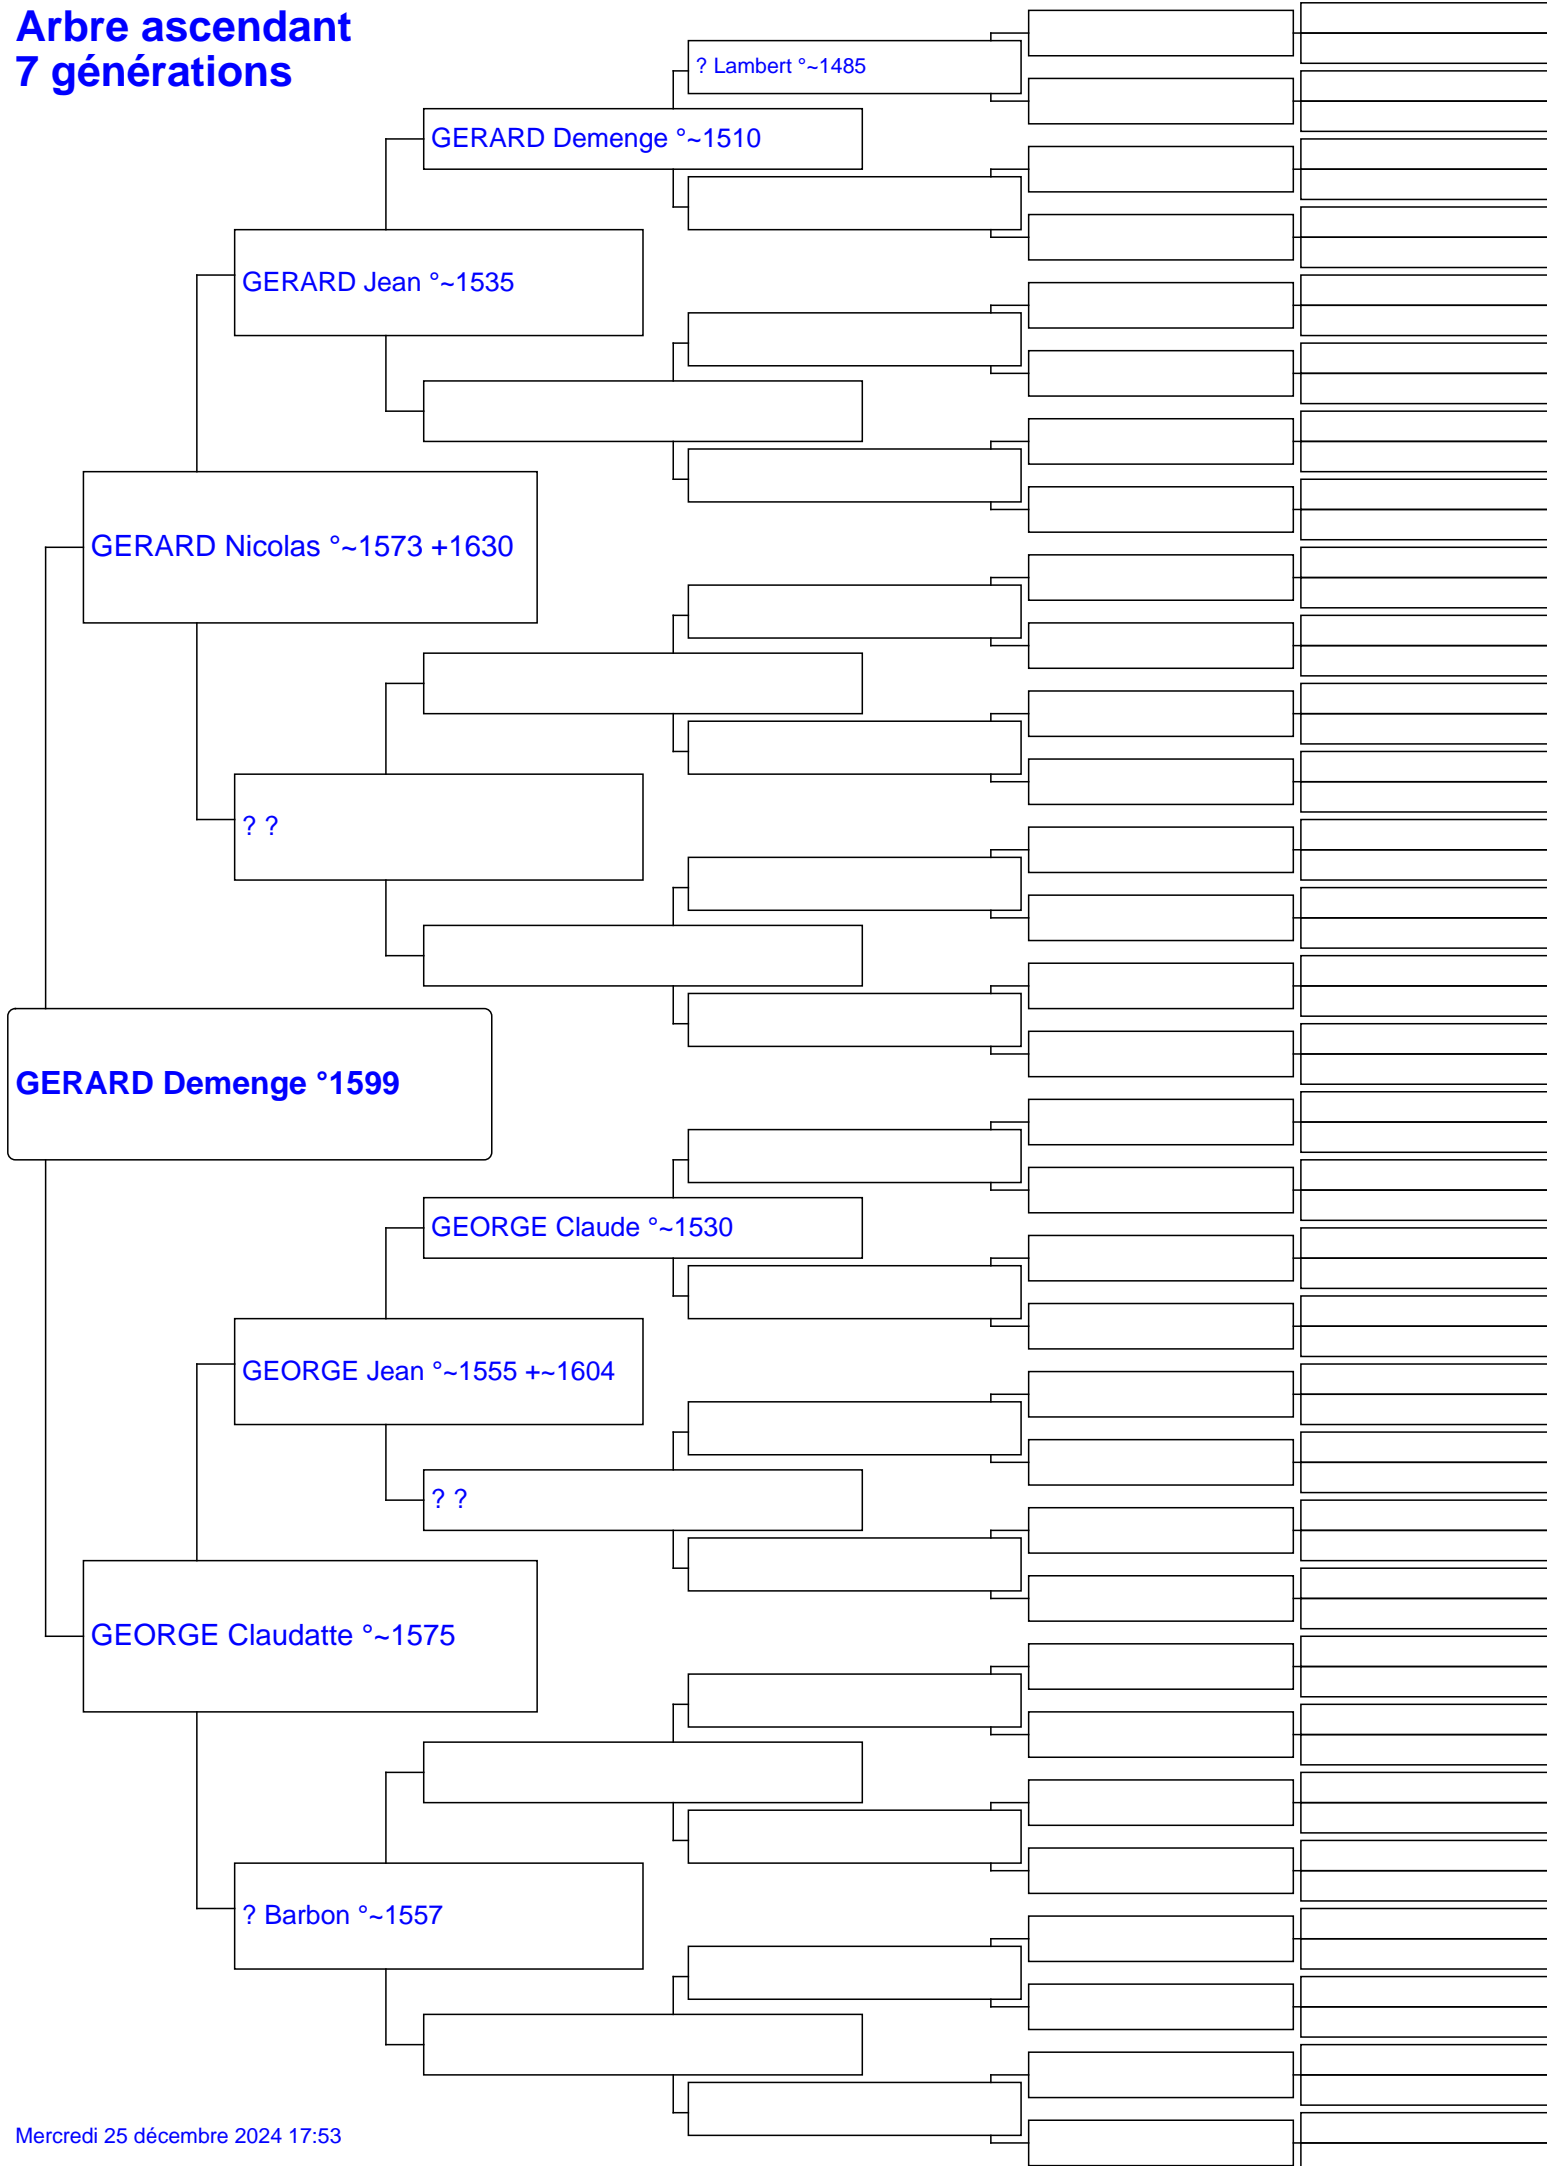 Arbre ascendant
7 générations
? Lambert °~1485
GERARD Demenge °~1510
GERARD Jean °~1535
GERARD Nicolas °~1573 +1630
? ?
GERARD Demenge °1599
GEORGE Claude °~1530
GEORGE Jean °~1555 +~1604
? ?
GEORGE Claudatte °~1575
? Barbon °~1557
Mercredi 25 décembre 2024 17:53